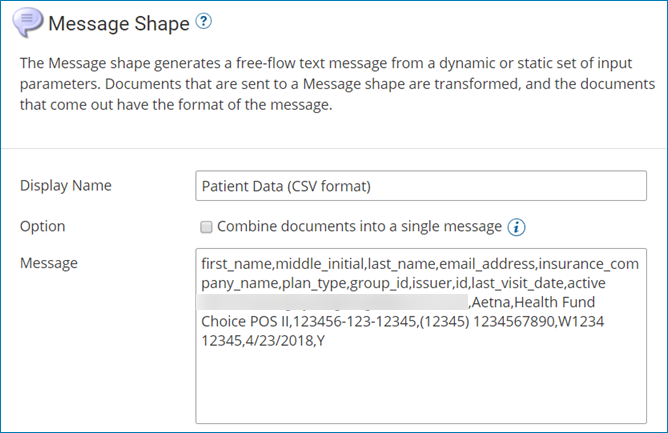 Message Shape ?
The Message shape generates a free-flow text message from a dynamic or static set of input
parameters. Documents that are sent to a Message shape are transformed, and the documents
that come out have the format of the message.
Display Name Patient Data (CSV format)
Option Combine documents into a single message i
Message first_name,middle_initial,last_name,email_address,insurance_com
pany_name,plan_type,group_id,issuer,id,last_visit_date,active
,Aetna,Health Fund
Choice POS II,123456-123-12345,(12345) 1234567890,W1234
12345,4/23/2018,Y